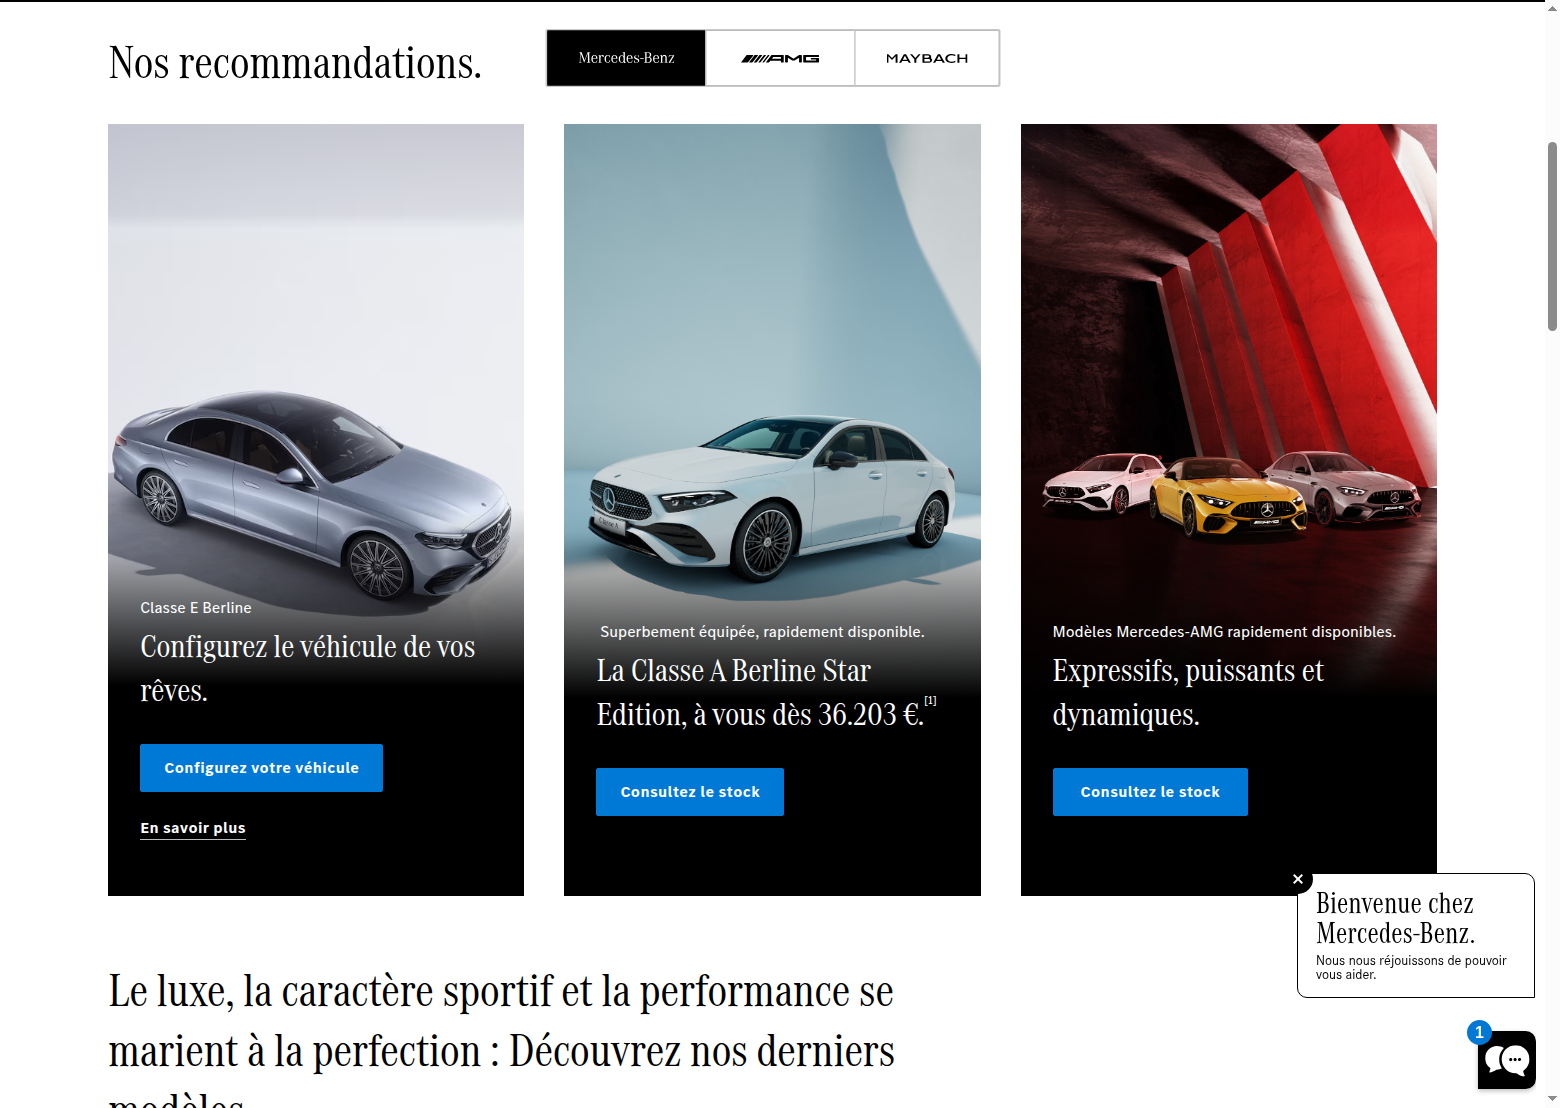 Nos recommandations.
Mercedes-Benz
AMG
MAYBACH
Classe E Berline
Configurez le véhicule de vos
rêves.
Configurez votre véhicule
En savoir plus
Classe A
Superbement équipée, rapidement disponible.
La Classe A Berline Star
Edition, à vous dès 36.203 €.[1]
Consultez le stock
AMG
Modèles Mercedes-AMG rapidement disponibles.
Expressifs, puissants et
dynamiques.
Consultez le stock
Bienvenue chez
Mercedes-Benz.
Nous nous réjouissons de pouvoir
vous aider.
1
Le luxe, la caractère sportif et la performance se
marient à la perfection : Découvrez nos derniers
modèles